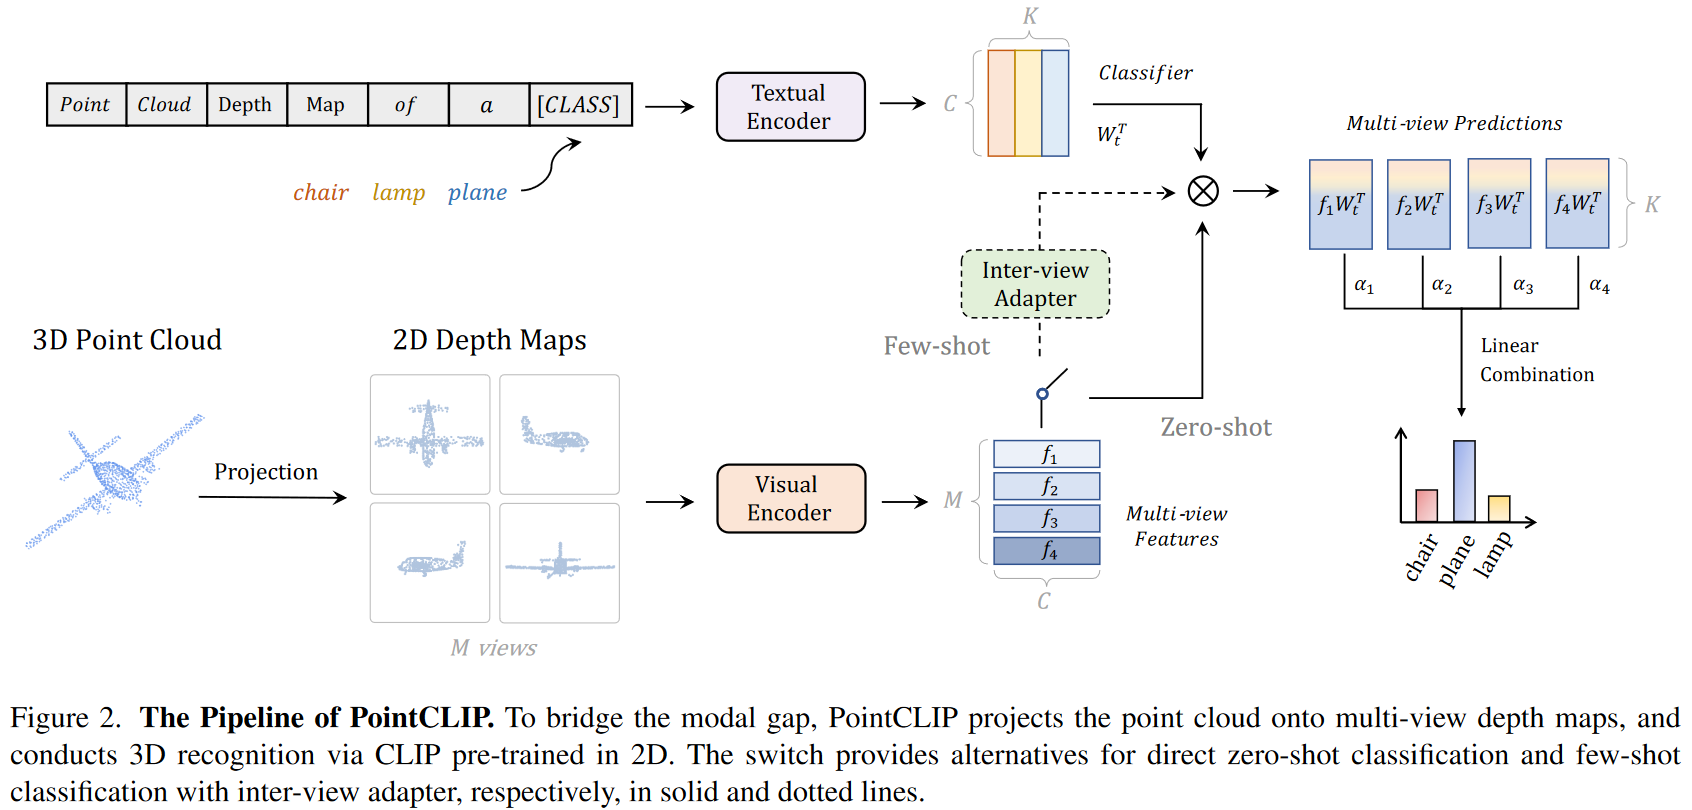 K
Point Cloud Depth Map of a [CLASS]
Textual
Encoder
C
Classifier
W_t^T
chair lamp plane
Multi-view Predictions
f_1W_t^T f_2W_t^T f_3W_t^T f_4W_t^T
K
α_1 α_2 α_3 α_4
Inter-view
Adapter
Few-shot
Zero-shot
Linear
Combination
3D Point Cloud
2D Depth Maps
Projection
M views
Visual
Encoder
M
f_1
f_2
f_3
f_4
C
Multi-view
Features
chair
plane
lamp
Figure 2. The Pipeline of PointCLIP. To bridge the modal gap, PointCLIP projects the point cloud onto multi-view depth maps, and
conducts 3D recognition via CLIP pre-trained in 2D. The switch provides alternatives for direct zero-shot classification and few-shot
classification with inter-view adapter, respectively, in solid and dotted lines.